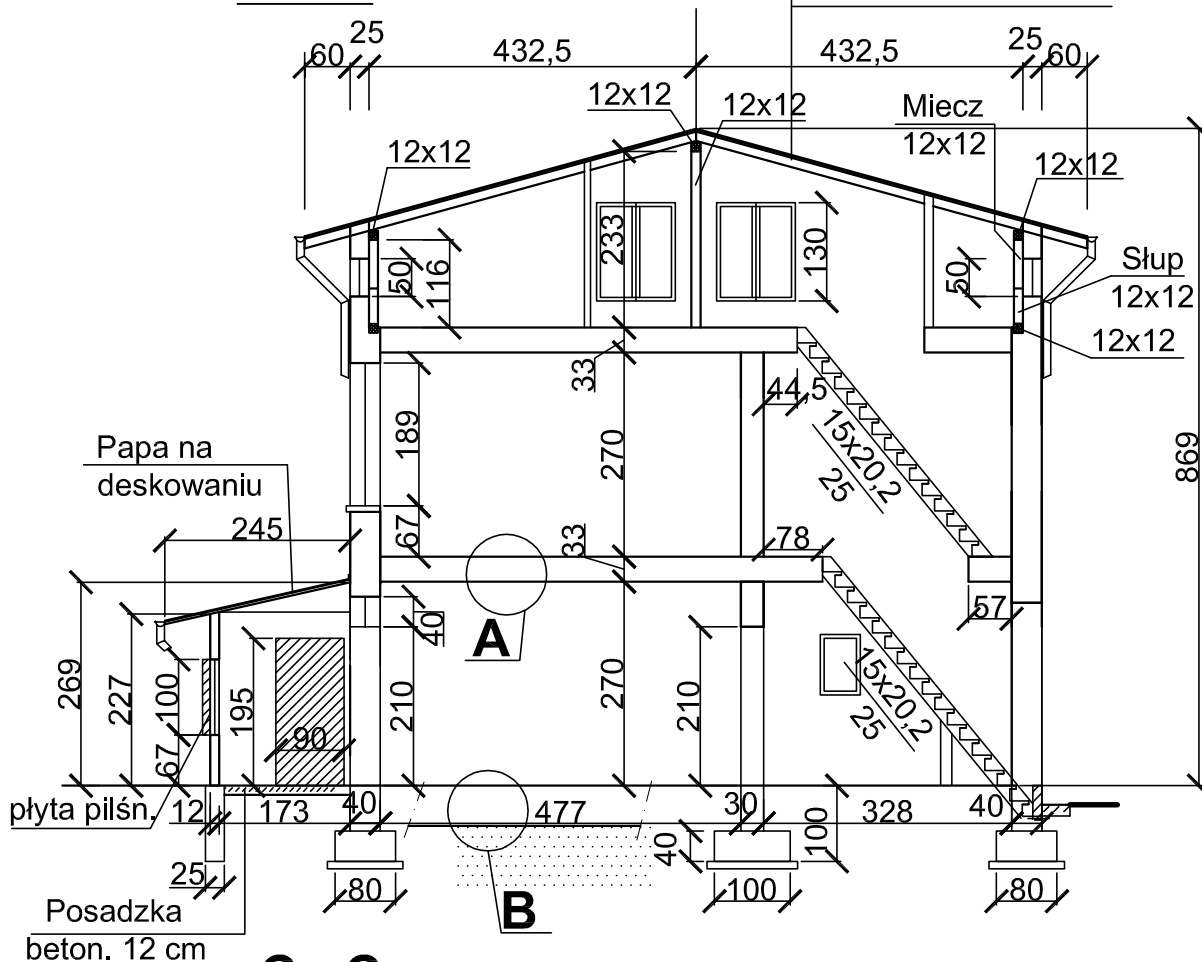 25
60
432,5
432,5
25
60
12x12
12x12
Miecz
12x12
12x12
12x12
233
130
50
116
50
Słup
12x12
12x12
33
44,5
15x20,2
25
189
270
869
Papa na
deskowaniu
245
67
33
78
57
40
A
269
227
100
195
210
270
210
15x20,2
25
67
90
płyta pilśn.
12
173
40
477
30
328
40
40
100
25
80
100
80
B
Posadzka
beton. 12 cm